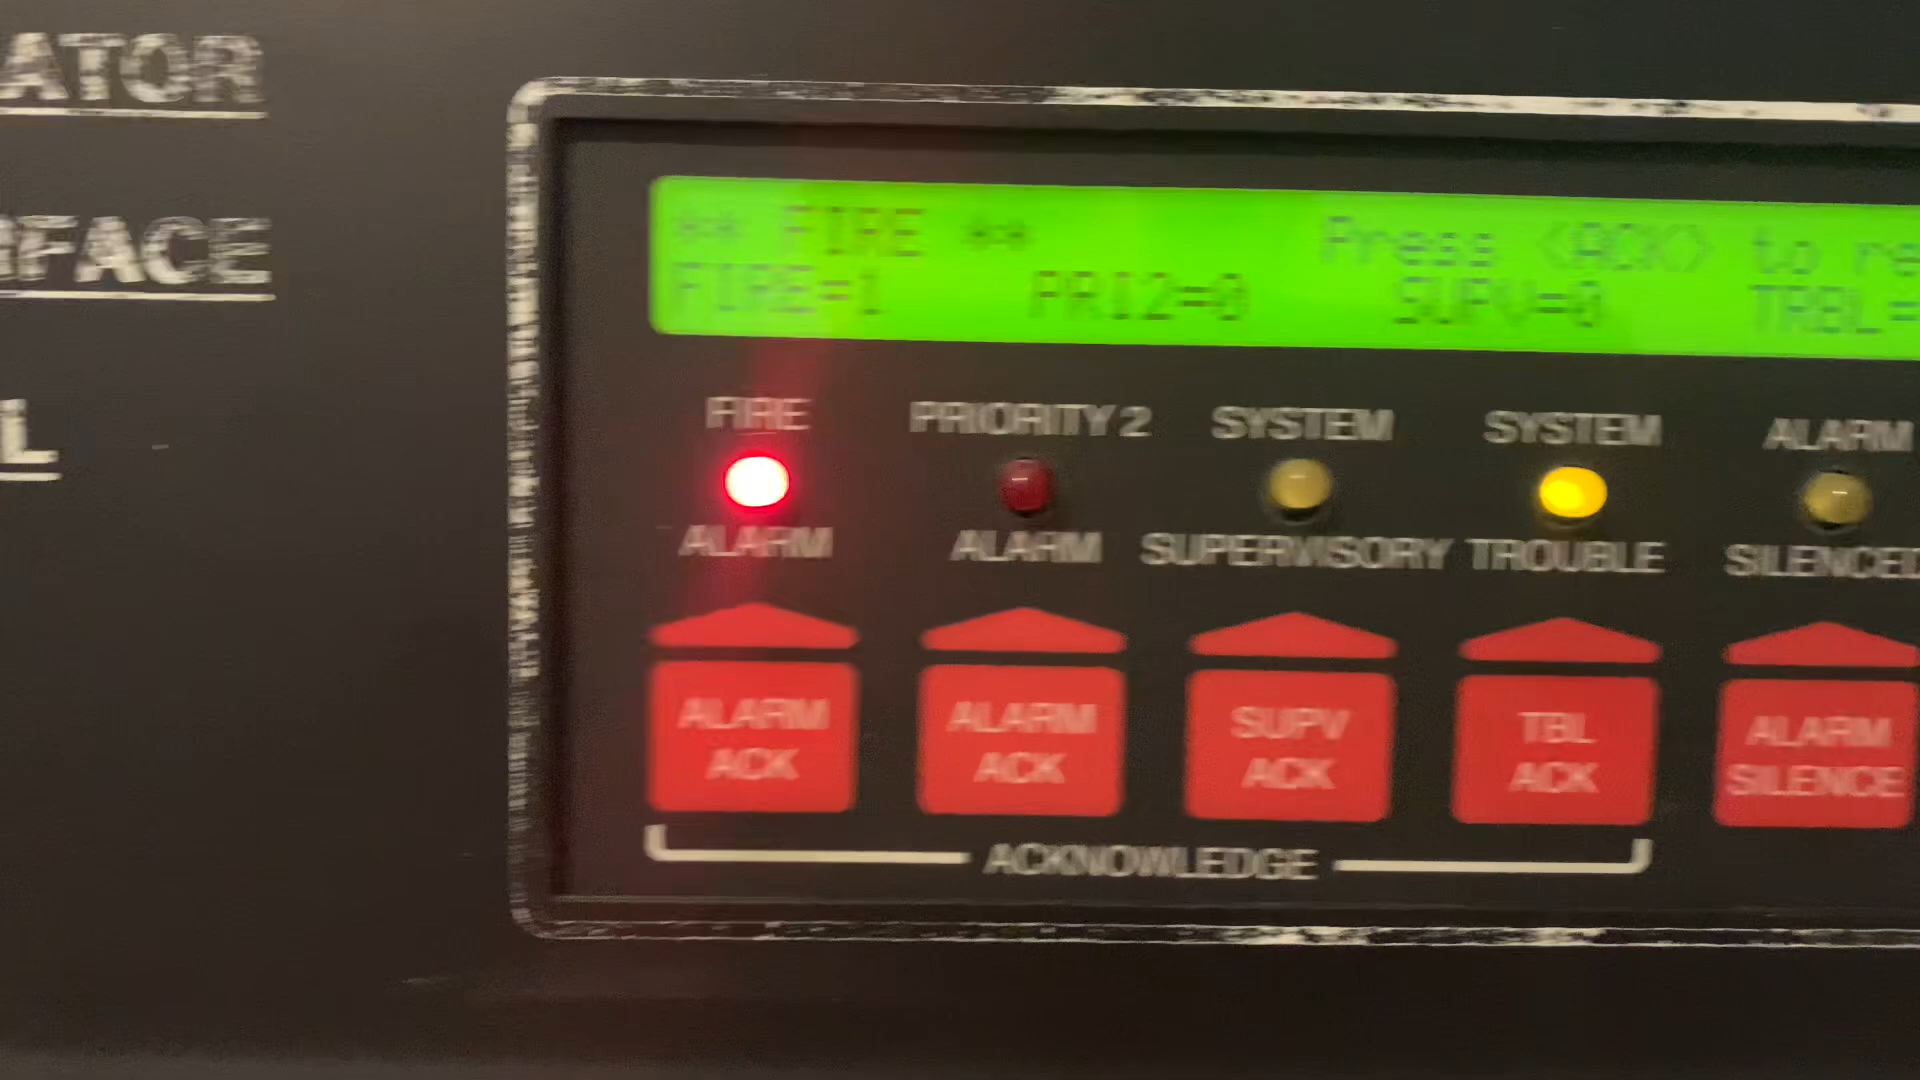 ATOR
RFACE
L
** FIRE ** Press <ACK> to re
FIRE=1 PRI2=0 SUPV=0 TRBL=
FIRE PRIORITY 2 SYSTEM SYSTEM ALARM
ALARM ALARM SUPERVISORY TROUBLE SILENCED
ALARM ACK
ALARM ACK
SUPV ACK
TBL ACK
ALARM SILENCE
ACKNOWLEDGE